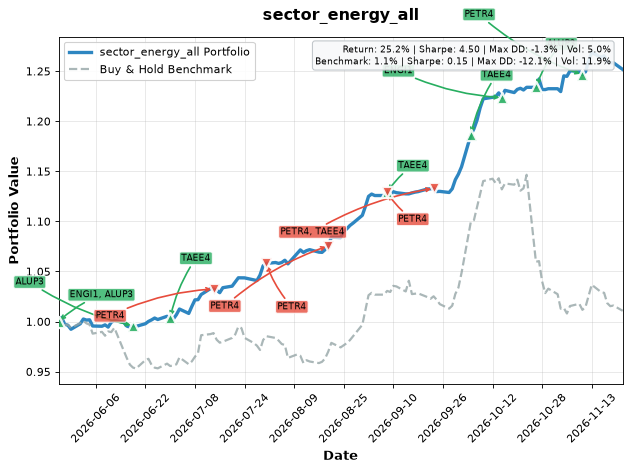 sector_energy_all
PETR4
sector_energy_all Portfolio
Buy & Hold Benchmark
Return: 25.2% | Sharpe: 4.50 | Max DD: -1.3% | Vol: 5.0%
Benchmark: 1.1% | Sharpe: 0.15 | Max DD: -12.1% | Vol: 11.9%
ENGI1
TAEE4
TAEE4
PETR4
PETR4, TAEE4
TAEE4
ALUP3
ENGI1, ALUP3
PETR4
PETR4
PETR4
1.25
1.20
1.15
1.10
1.05
1.00
0.95
Portfolio Value
2026-06-06
2026-06-22
2026-07-08
2026-07-24
2026-08-09
2026-08-25
2026-09-10
2026-09-26
2026-10-12
2026-10-28
2026-11-13
Date